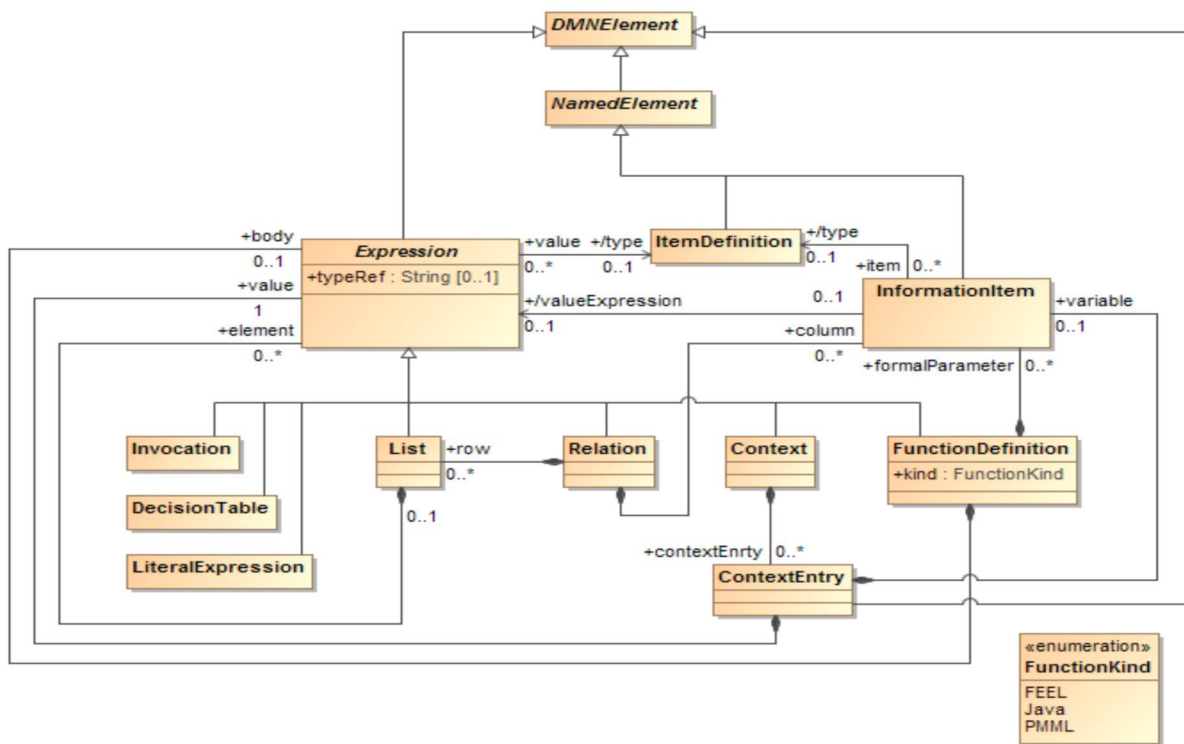 DMNElement
NamedElement
+body
0..1
+value
1
+element
0..*
Expression
+typeRef : String [0..1]
+value
0..*
+/type
0..1
ItemDefinition
+/type
0..1
+item
0..*
InformationItem
+/valueExpression
0..1
0..1
+variable
0..1
+column
0..*
+formalParameter
0..*
Invocation
List
+row
0..*
Relation
Context
FunctionDefinition
+kind : FunctionKind
DecisionTable
0..1
LiteralExpression
+contextEnrty
0..*
ContextEntry
«enumeration»
FunctionKind
FEEL
Java
PMML